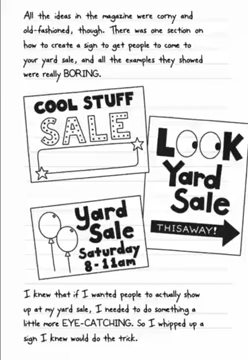 All the ideas in the magazine were corny and
old-fashioned, though. There was one section on
how to create a sign to get people to come to
your yard sale, and all the examples they showed
were really BORING.
COOL STUFF
SALE
LOOK
Yard
Sale
THISAWAY!
Yard
Sale
Saturday
8-11am
I knew that if I wanted people to actually show
up at my yard sale, I needed to do something a
little more EYE-CATCHING. So I whipped up a
sign I knew would do the trick.